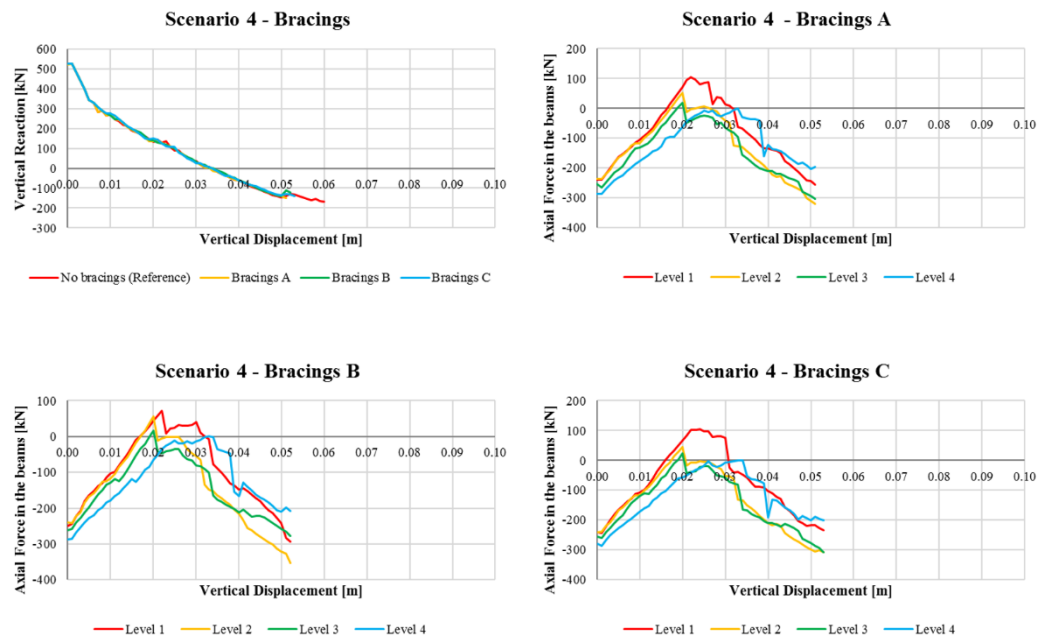 Scenario 4 - Bracings
Vertical Reaction [kN]
600
500
400
300
200
100
0
-100
-200
-300
0.00 0.01 0.02 0.03 0.04 0.05 0.06 0.07 0.08 0.09 0.10
Vertical Displacement [m]
No bracings (Reference) Bracings A Bracings B Bracings C
Scenario 4 - Bracings A
Axial Force in the beams [kN]
200
100
0
-100
-200
-300
-400
0.00 0.01 0.02 0.03 0.04 0.05 0.06 0.07 0.08 0.09 0.10
Vertical Displacement [m]
Level 1 Level 2 Level 3 Level 4
Scenario 4 - Bracings B
Axial Force in the beams [kN]
100
0
-100
-200
-300
-400
0.00 0.01 0.02 0.03 0.04 0.05 0.06 0.07 0.08 0.09 0.10
Vertical Displacement [m]
Level 1 Level 2 Level 3 Level 4
Scenario 4 - Bracings C
Axial Force in the beams [kN]
200
100
0
-100
-200
-300
-400
0.00 0.01 0.02 0.03 0.04 0.05 0.06 0.07 0.08 0.09 0.10
Vertical Displacement [m]
Level 1 Level 2 Level 3 Level 4